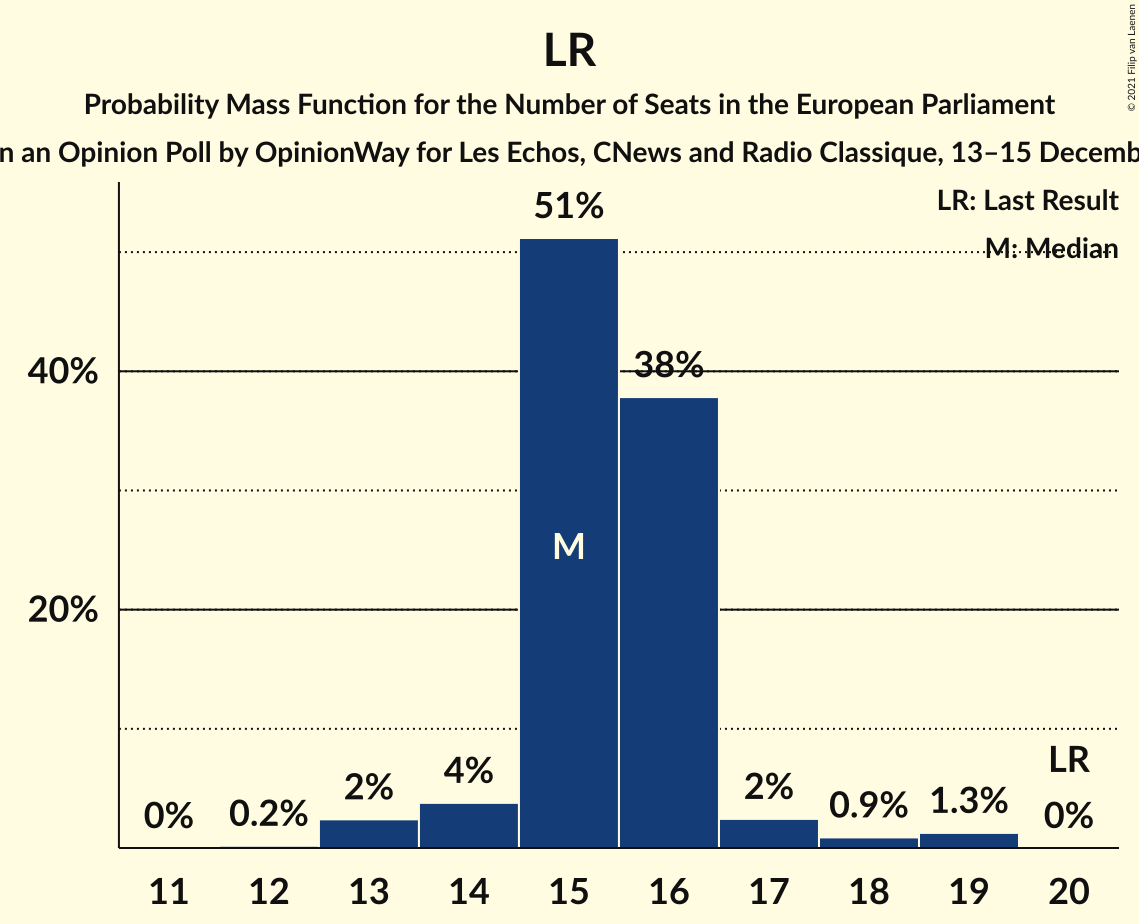 LR
Probability Mass Function for the Number of Seats in the European Parliament
an Opinion Poll by OpinionWay for Les Echos, CNews and Radio Classique, 13–15
© 2021 Filip van Laenen
LR: Last Result
M: Median
51%
38%
40%
20%
M
0%
0.2%
2%
4%
2%
0.9%
1.3%
LR
0%
11 12 13 14 15 16 17 18 19 20